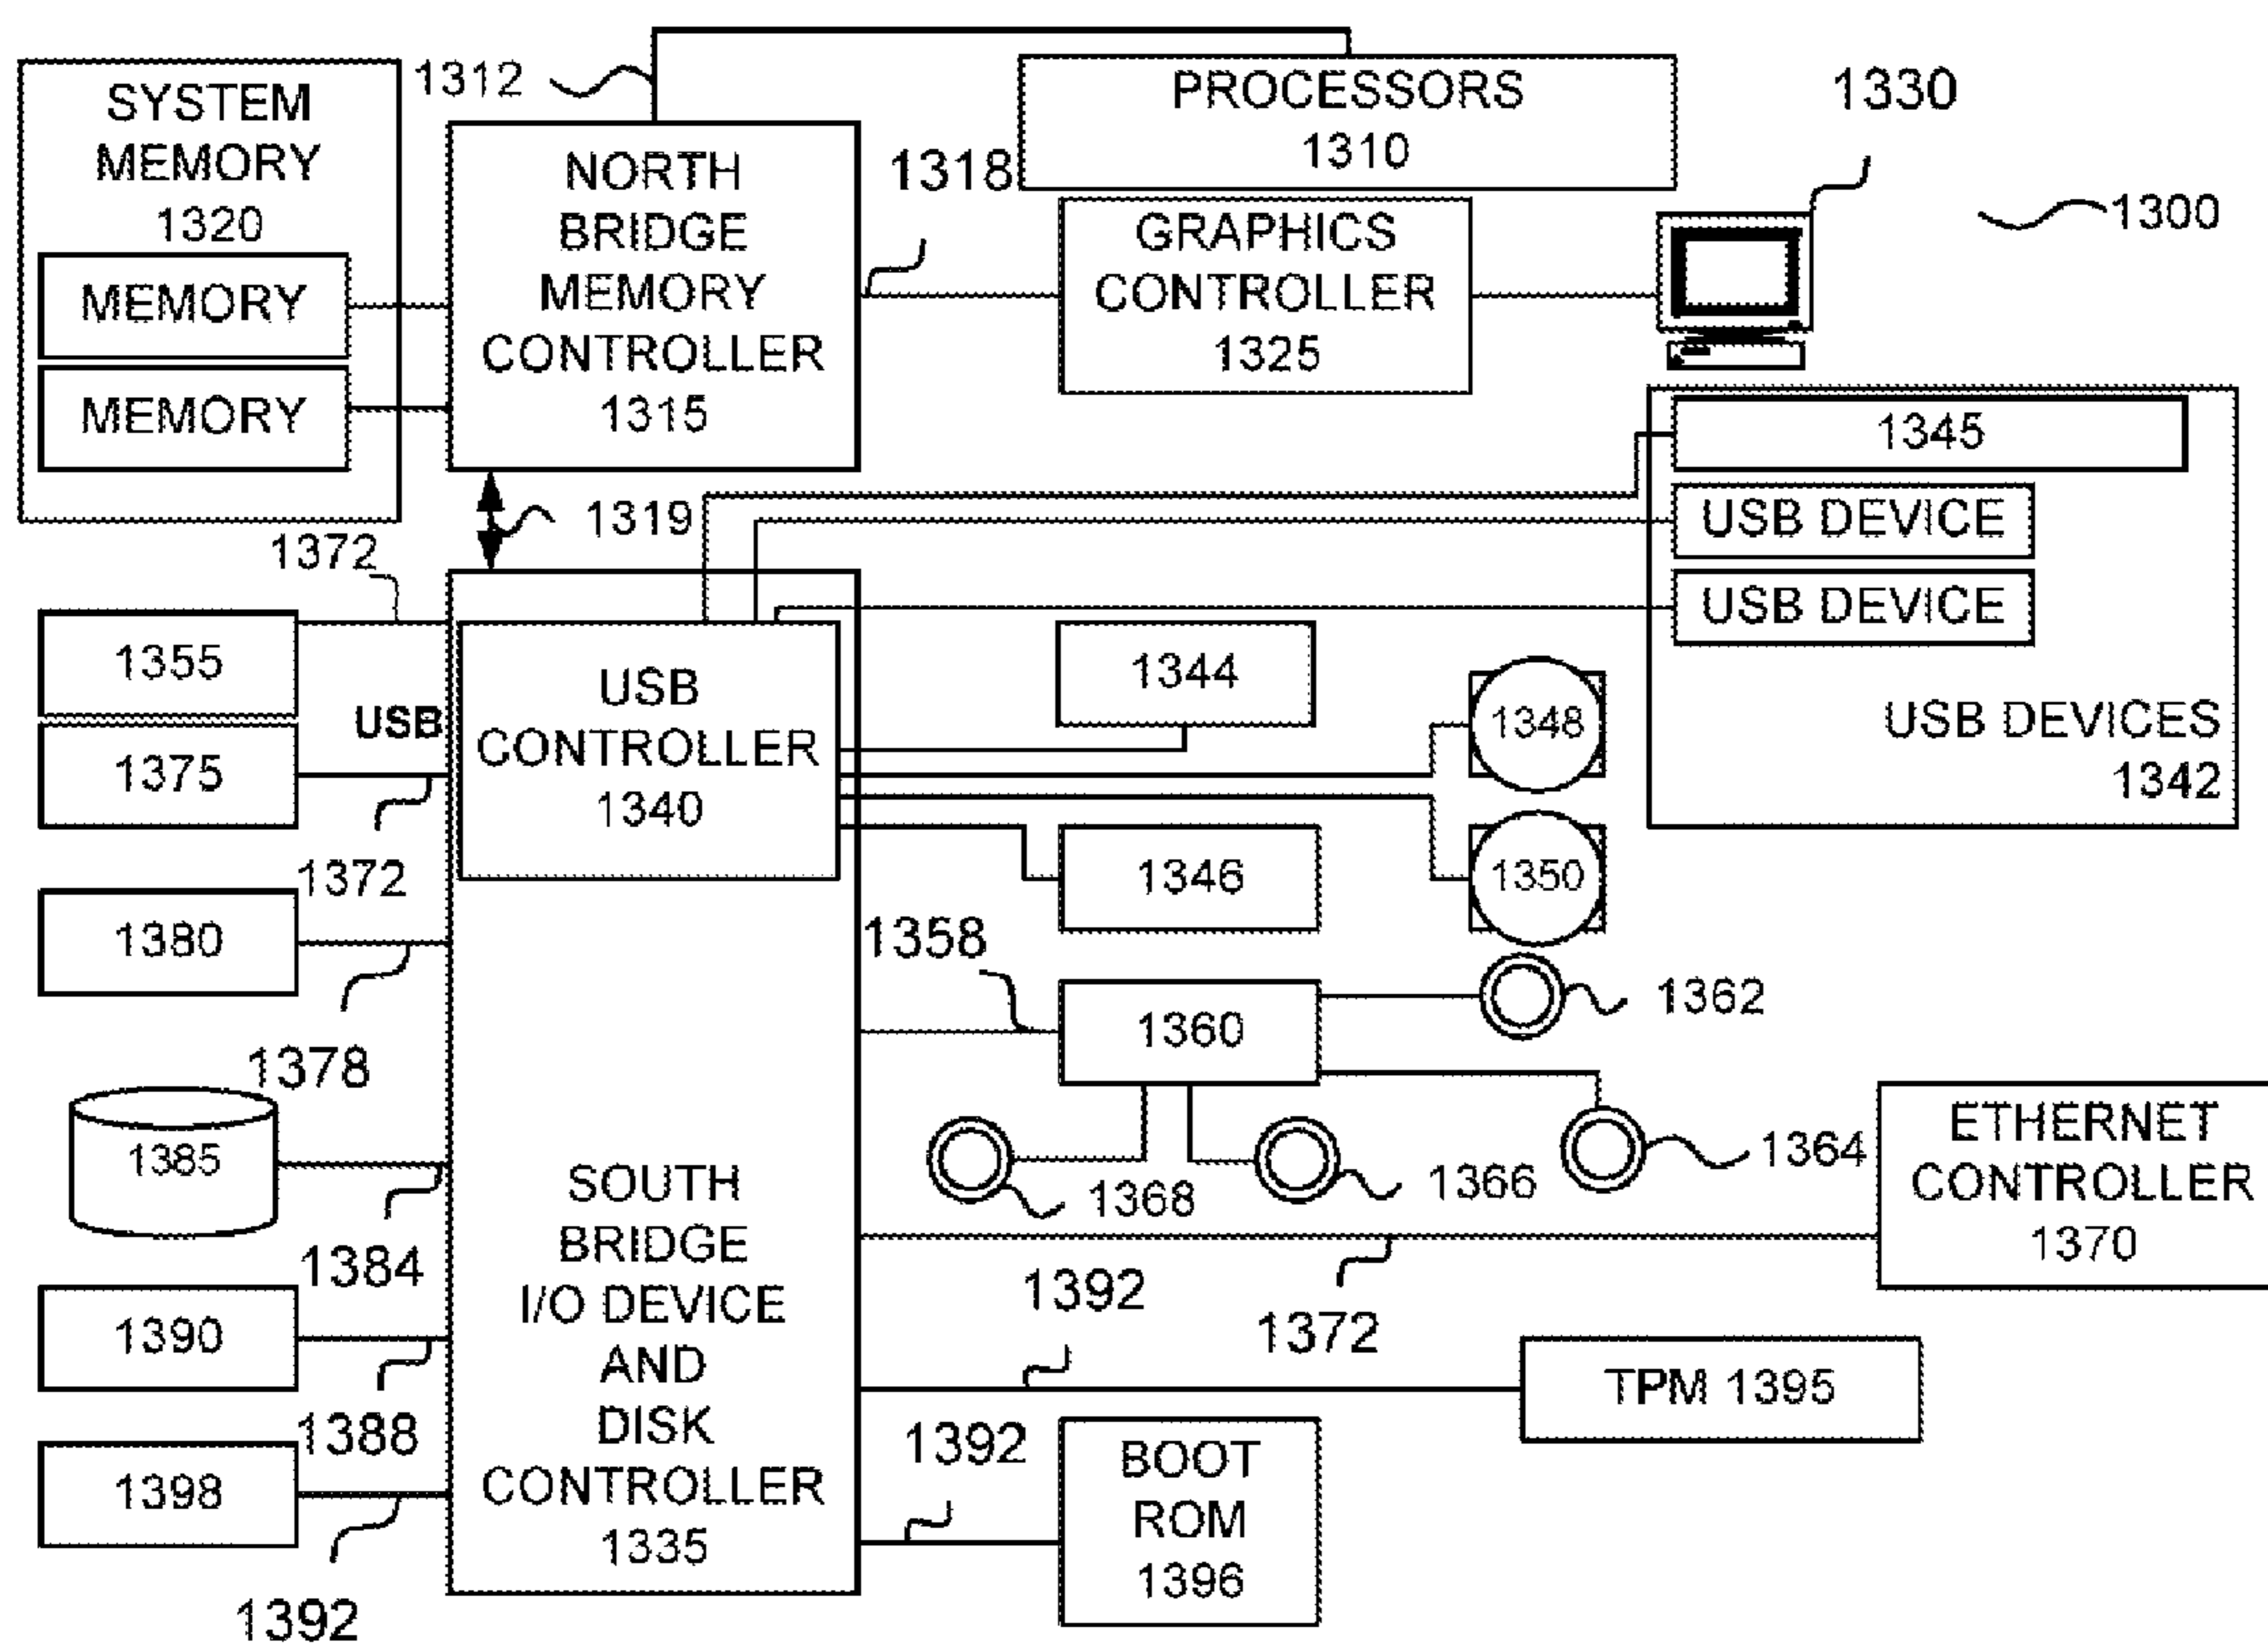 SYSTEM
MEMORY
1320
MEMORY
MEMORY
1312
NORTH
BRIDGE
MEMORY
CONTROLLER
1315
1318
PROCESSORS
1310
GRAPHICS
CONTROLLER
1325
1330
1300
1319
1345
USB DEVICE
USB DEVICE
USB DEVICES
1342
1372
1355
USB
1375
1372
1380
1378
1385
1384
1390
1388
1398
1392
USB
CONTROLLER
1340
SOUTH
BRIDGE
I/O DEVICE
AND
DISK
CONTROLLER
1335
1344
1348
1346
1350
1358
1360
1362
1364
1366
1368
ETHERNET
CONTROLLER
1370
1372
1392
TPM 1395
1392
BOOT
ROM
1396